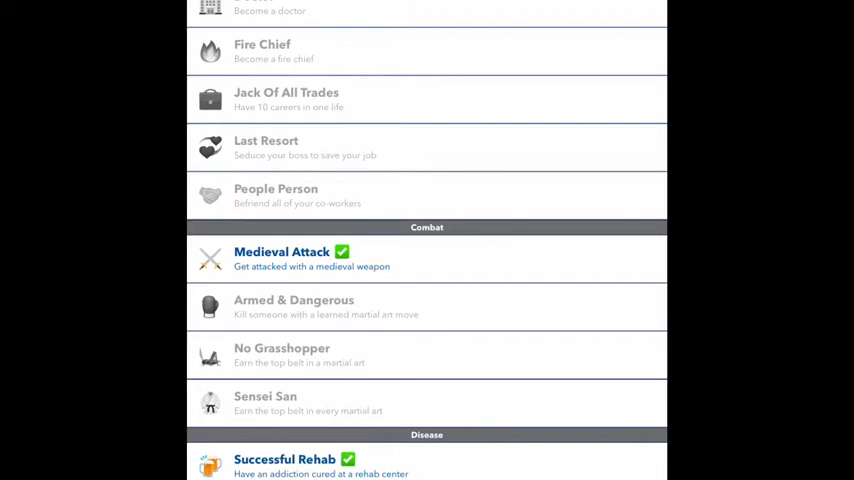 Become a doctor
Fire Chief
Become a fire chief
Jack Of All Trades
Have 10 careers in one life
Last Resort
Seduce your boss to save your job
People Person
Befriend all of your co-workers
Combat
Medieval Attack
Get attacked with a medieval weapon
Armed & Dangerous
Kill someone with a learned martial art move
No Grasshopper
Earn the top belt in a martial art
Sensei San
Earn the top belt in every martial art
Disease
Successful Rehab
Have an addiction cured at a rehab center